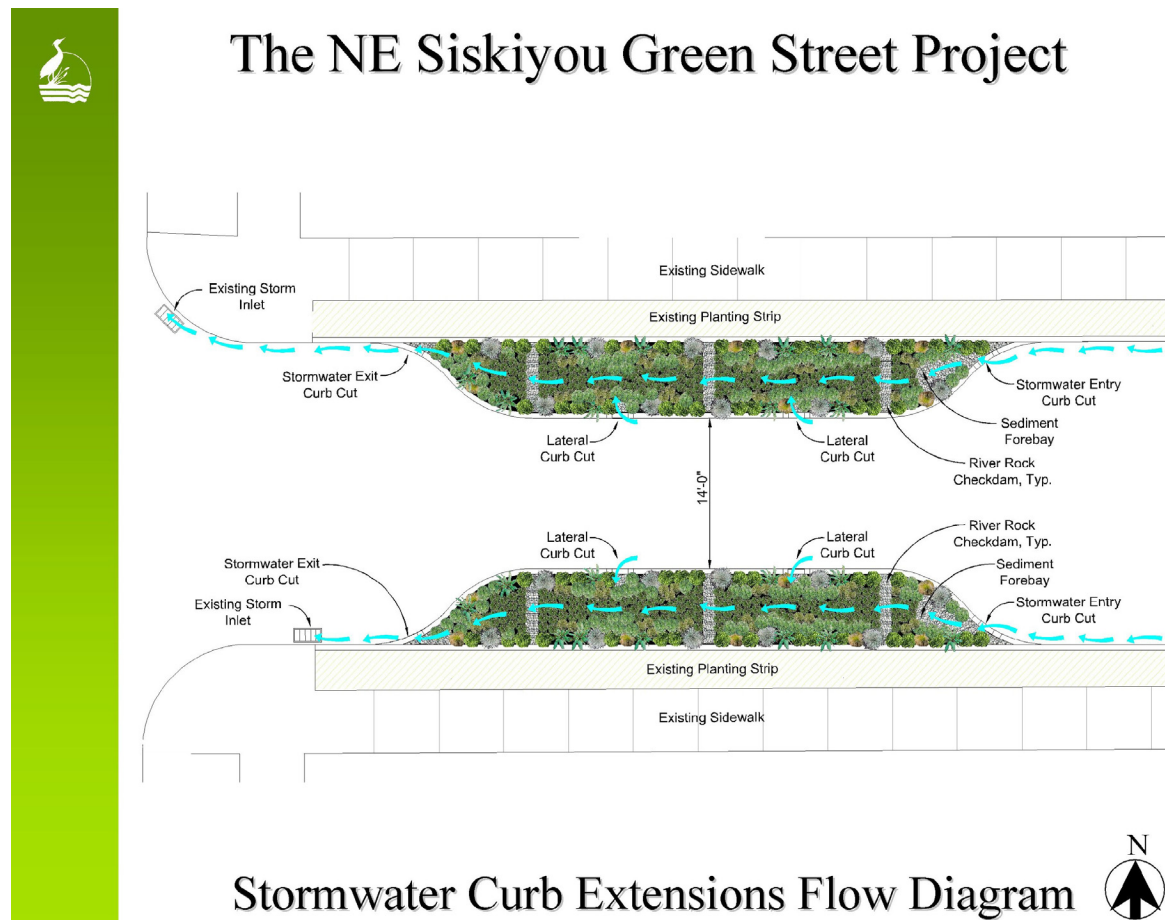 The NE Siskiyou Green Street Project
Existing Sidewalk
Existing Storm
Inlet
Existing Planting Strip
Stormwater Exit
Curb Cut
Stormwater Entry
Curb Cut
Sediment
Forebay
Lateral
Curb Cut
Lateral
Curb Cut
River Rock
Checkdam, Typ.
14'-0"
River Rock
Checkdam, Typ.
Lateral
Curb Cut
Lateral
Curb Cut
Stormwater Exit
Curb Cut
Sediment
Forebay
Existing Storm
Inlet
Stormwater Entry
Curb Cut
Existing Planting Strip
Existing Sidewalk
N
Stormwater Curb Extensions Flow Diagram